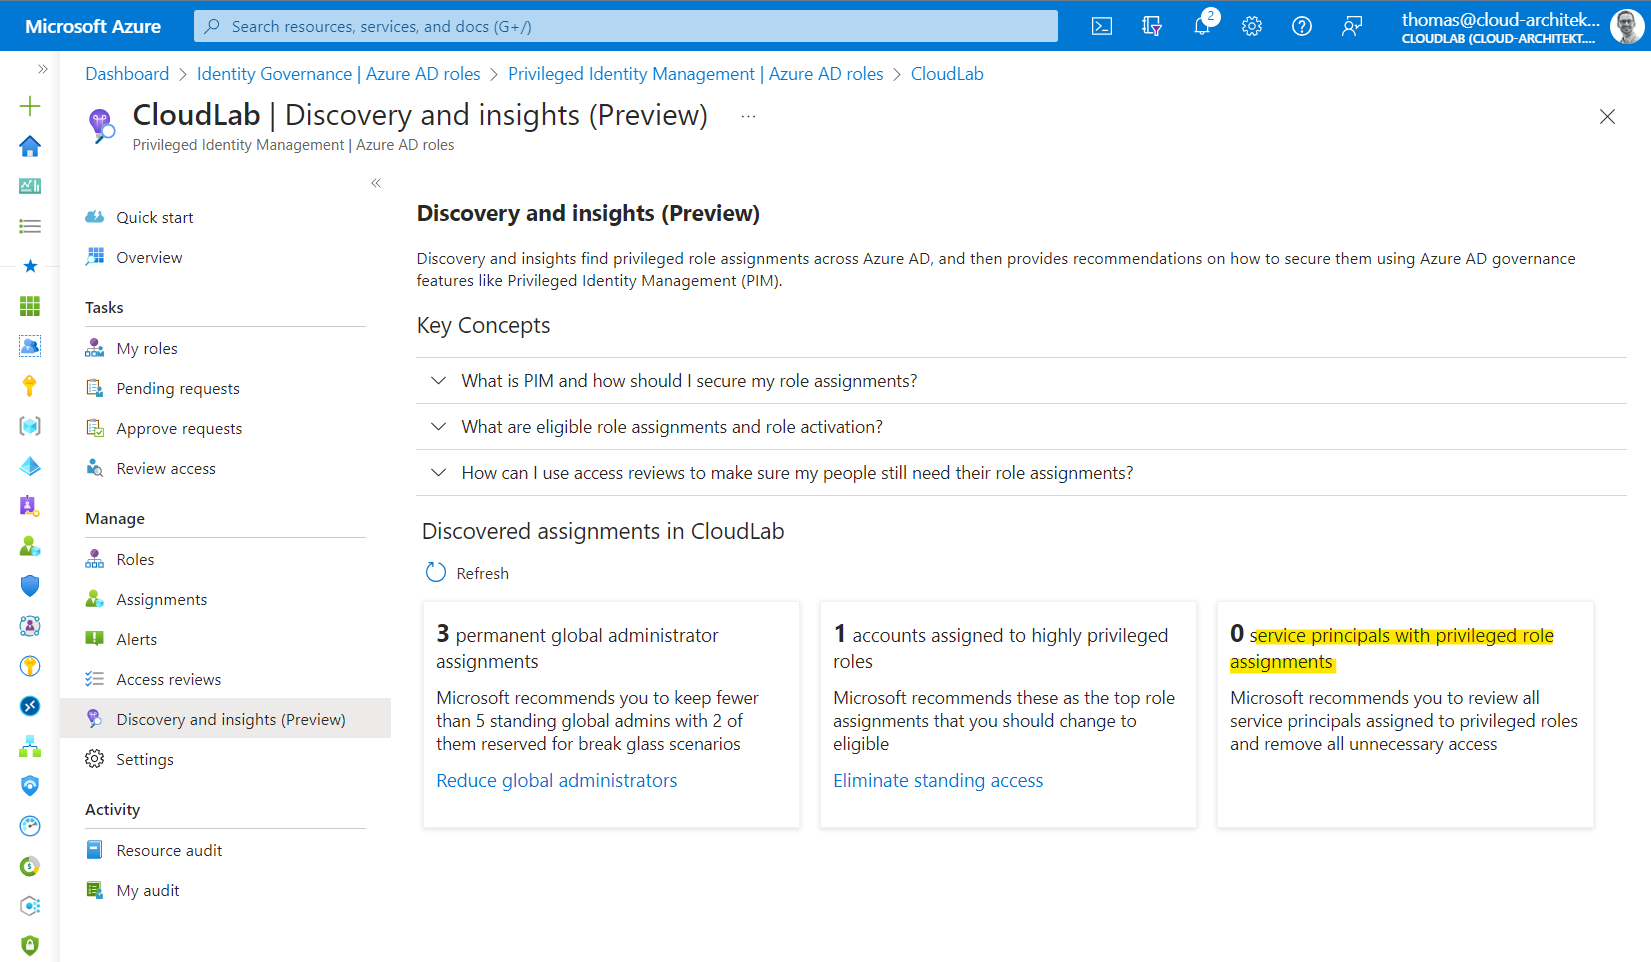 Microsoft Azure
Search resources, services, and docs (G+/)
2
thomas@cloud-architek...
CLOUDLAB (CLOUD-ARCHITEKT....
Dashboard > Identity Governance | Azure AD roles > Privileged Identity Management | Azure AD roles > CloudLab
CloudLab | Discovery and insights (Preview) ...
Privileged Identity Management | Azure AD roles
Quick start
Overview
Tasks
My roles
Pending requests
Approve requests
Review access
Manage
Roles
Assignments
Alerts
Access reviews
Discovery and insights (Preview)
Settings
Activity
Resource audit
My audit
Discovery and insights (Preview)
Discovery and insights find privileged role assignments across Azure AD, and then provides recommendations on how to secure them using Azure AD governance
features like Privileged Identity Management (PIM).
Key Concepts
What is PIM and how should I secure my role assignments?
What are eligible role assignments and role activation?
How can I use access reviews to make sure my people still need their role assignments?
Discovered assignments in CloudLab
Refresh
3 permanent global administrator
assignments
Microsoft recommends you to keep fewer
than 5 standing global admins with 2 of
them reserved for break glass scenarios
Reduce global administrators
1 accounts assigned to highly privileged
roles
Microsoft recommends these as the top role
assignments that you should change to
eligible
Eliminate standing access
0 service principals with privileged role
assignments
Microsoft recommends you to review all
service principals assigned to privileged roles
and remove all unnecessary access